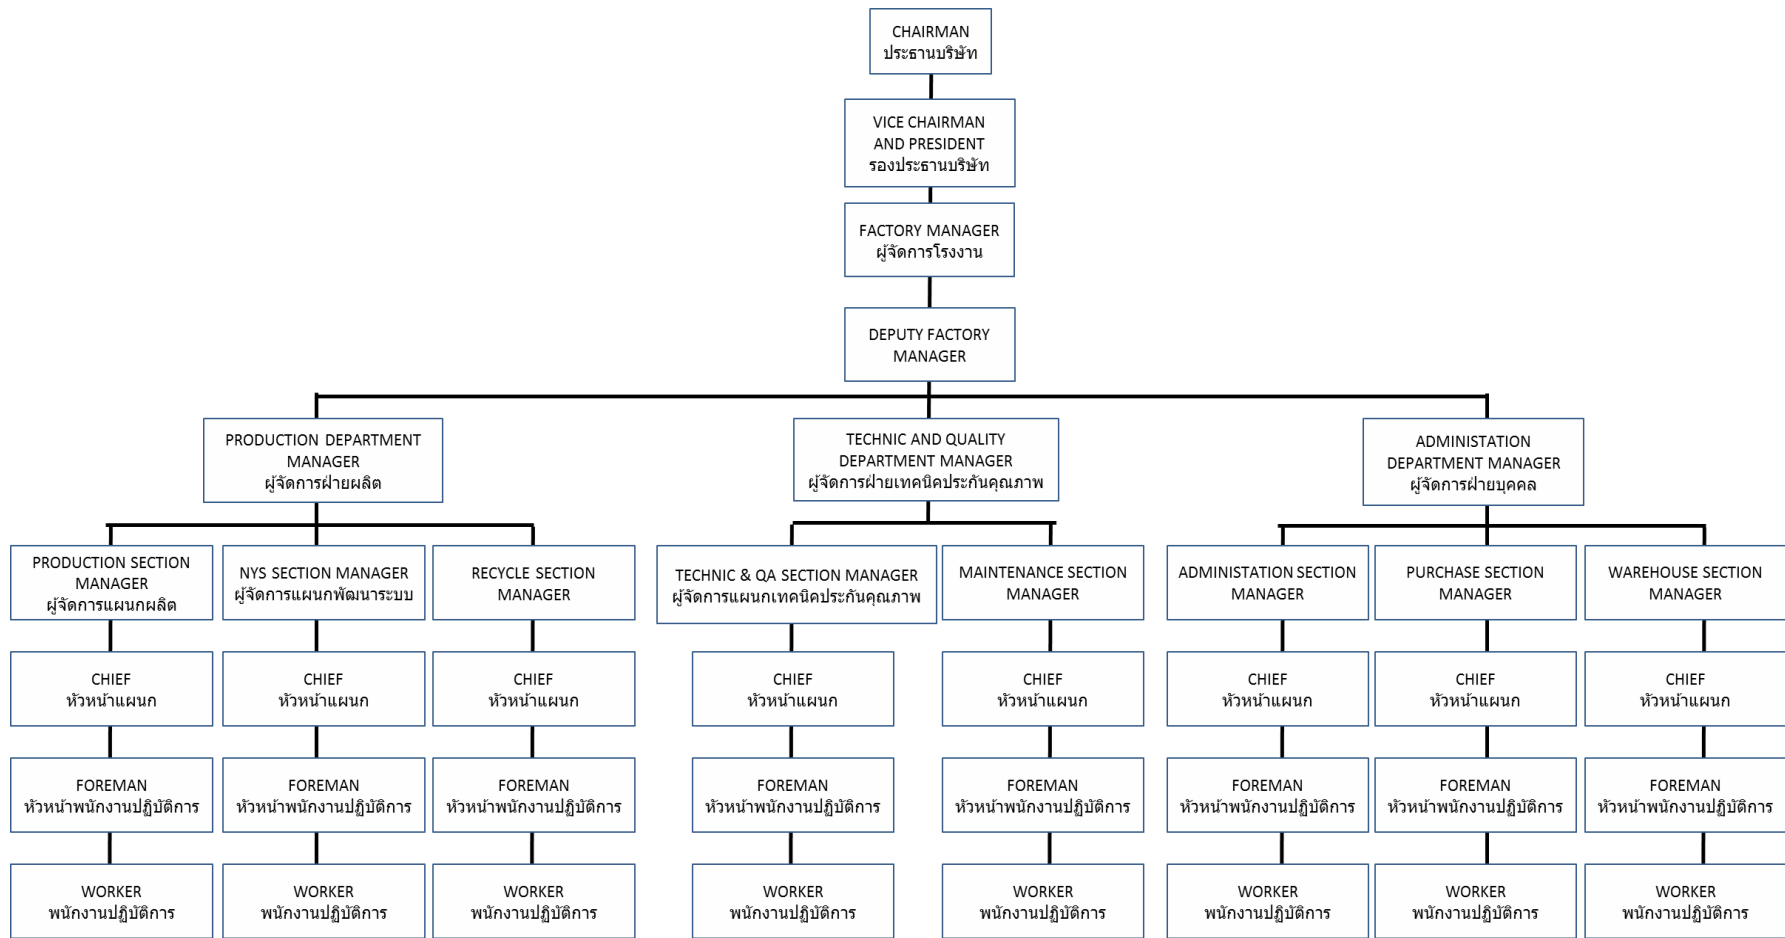 CHAIRMAN
ประธานบริษัท
VICE CHAIRMAN
AND PRESIDENT
รองประธานบริษัท
FACTORY MANAGER
ผู้จัดการโรงงาน
DEPUTY FACTORY
MANAGER
PRODUCTION DEPARTMENT
MANAGER
ผู้จัดการฝ่ายผลิต
TECHNIC AND QUALITY
DEPARTMENT MANAGER
ผู้จัดการฝ่ายเทคนิคประกันคุณภาพ
ADMINISTATION
DEPARTMENT MANAGER
ผู้จัดการฝ่ายบุคคล
PRODUCTION SECTION
MANAGER
ผู้จัดการแผนกผลิต
NYS SECTION MANAGER
ผู้จัดการแผนกพัฒนาระบบ
RECYCLE SECTION
MANAGER
TECHNIC & QA SECTION MANAGER
ผู้จัดการแผนกเทคนิคประกันคุณภาพ
MAINTENANCE SECTION
MANAGER
ADMINISTATION SECTION
MANAGER
PURCHASE SECTION
MANAGER
WAREHOUSE SECTION
MANAGER
CHIEF
หัวหน้าแผนก
CHIEF
หัวหน้าแผนก
CHIEF
หัวหน้าแผนก
CHIEF
หัวหน้าแผนก
CHIEF
หัวหน้าแผนก
CHIEF
หัวหน้าแผนก
CHIEF
หัวหน้าแผนก
CHIEF
หัวหน้าแผนก
FOREMAN
หัวหน้าพนักงานปฏิบัติการ
FOREMAN
หัวหน้าพนักงานปฏิบัติการ
FOREMAN
หัวหน้าพนักงานปฏิบัติการ
FOREMAN
หัวหน้าพนักงานปฏิบัติการ
FOREMAN
หัวหน้าพนักงานปฏิบัติการ
FOREMAN
หัวหน้าพนักงานปฏิบัติการ
FOREMAN
หัวหน้าพนักงานปฏิบัติการ
FOREMAN
หัวหน้าพนักงานปฏิบัติการ
WORKER
พนักงานปฏิบัติการ
WORKER
พนักงานปฏิบัติการ
WORKER
พนักงานปฏิบัติการ
WORKER
พนักงานปฏิบัติการ
WORKER
พนักงานปฏิบัติการ
WORKER
พนักงานปฏิบัติการ
WORKER
พนักงานปฏิบัติการ
WORKER
พนักงานปฏิบัติการ